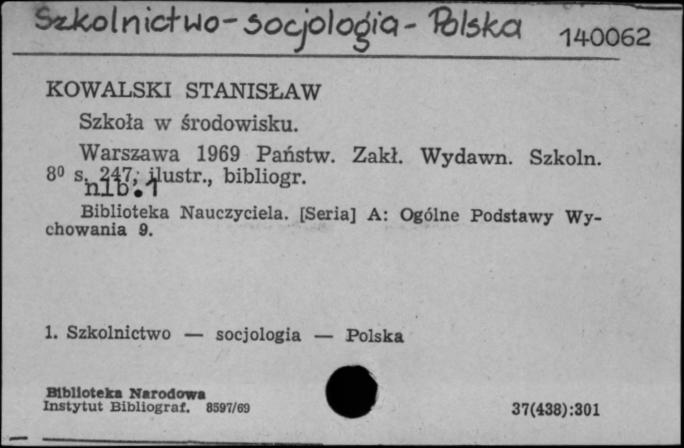 Szkolnictwo - socjologia - Polska
140062
KOWALSKI STANISŁAW
Szkoła w środowisku.
Warszawa 1969 Państw. Zakł. Wydawn. Szkoln.
8⁰ s. 247, ilustr., bibliogr.
nlb. 1
Biblioteka Nauczyciela. [Seria] A: Ogólne Podstawy Wy-
chowania 9.
1. Szkolnictwo — socjologia — Polska
Biblioteka Narodowa
Instytut Bibliograf. 8597/69
37(438):301